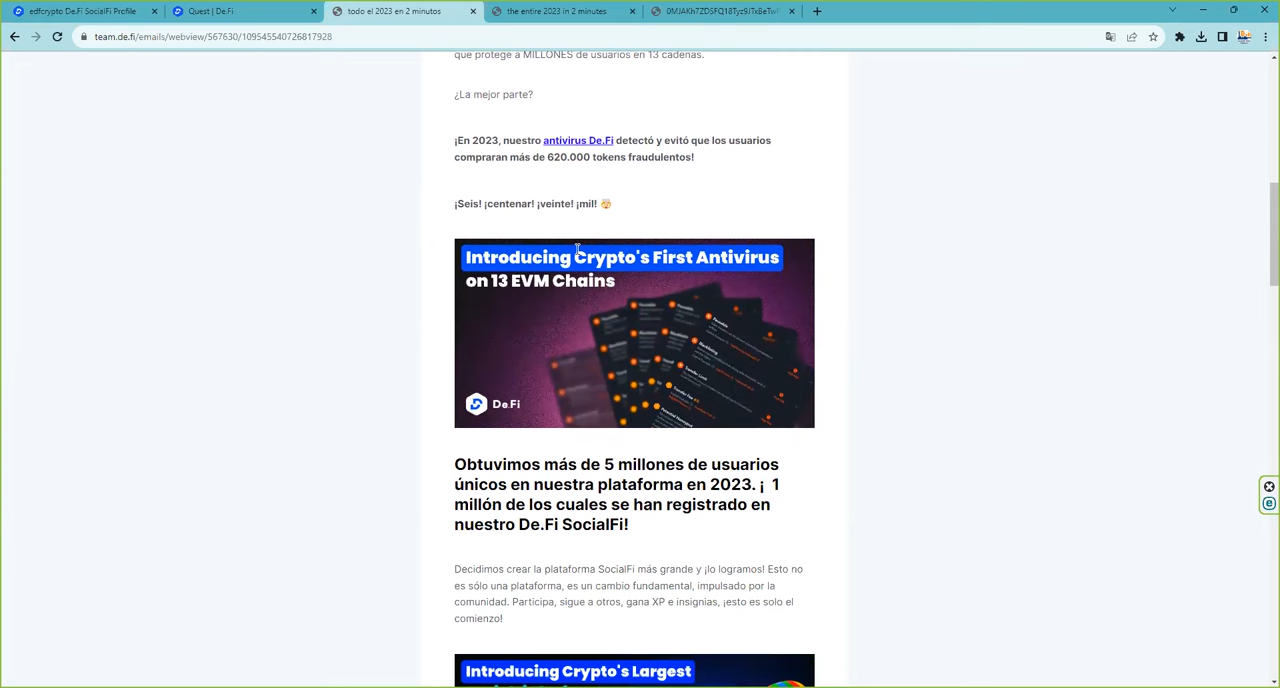 edfcrypto De.Fi SocialFi Profile
Quest | De.Fi
todo el 2023 en 2 minutos
the entire 2023 in 2 minutes
team.de.fi/emails/webview/567630/109545540726817928
que protege a MILLONES de usuarios en 13 cadenas.
¿La mejor parte?
¡En 2023, nuestro antivirus De.Fi detectó y evitó que los usuarios
compraran más de 620.000 tokens fraudulentos!
¡Seis! ¡centenar! ¡veinte! ¡mil! 🤯
Introducing Crypto's First Antivirus
on 13 EVM Chains
De.Fi
Obtuvimos más de 5 millones de usuarios
únicos en nuestra plataforma en 2023. ¡ 1
millón de los cuales se han registrado en
nuestro De.Fi SocialFi!
Decidimos crear la plataforma SocialFi más grande y ¡lo logramos! Esto no
es sólo una plataforma, es un cambio fundamental, impulsado por la
comunidad. Participa, sigue a otros, gana XP e insignias, ¡esto es solo el
comienzo!
Introducing Crypto's Largest